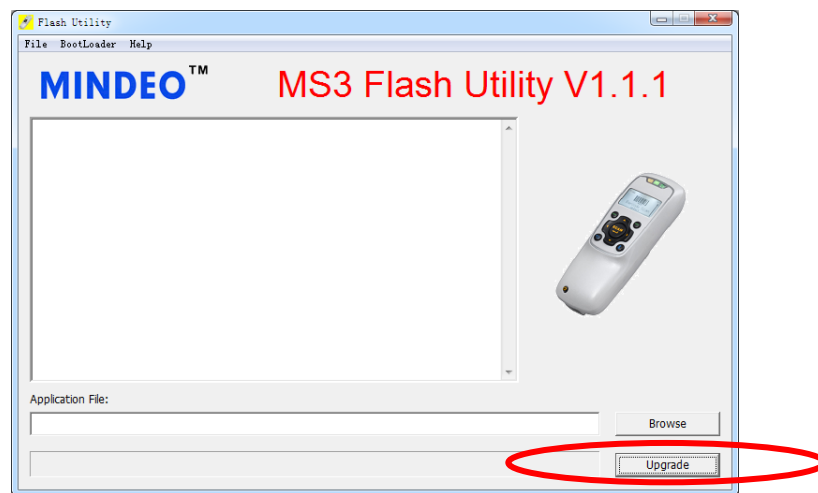 Flash Utility
File BootLoader Help
MINDEO™ MS3 Flash Utility V1.1.1
Application File:
Browse
Upgrade